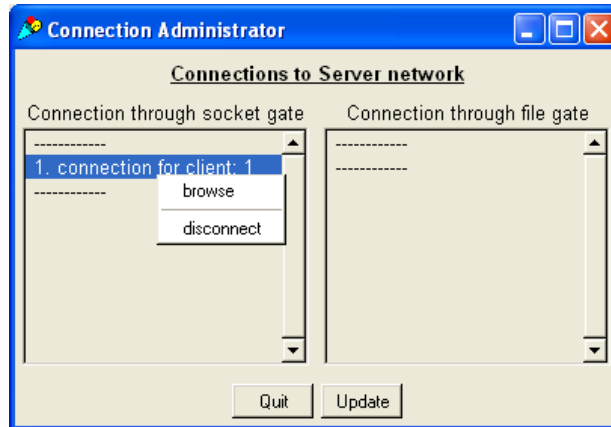 Connection Administrator
Connections to Server network
Connection through socket gate
------------
1. connection for client: 1
------------
browse
disconnect
Connection through file gate
------------
------------
Quit
Update